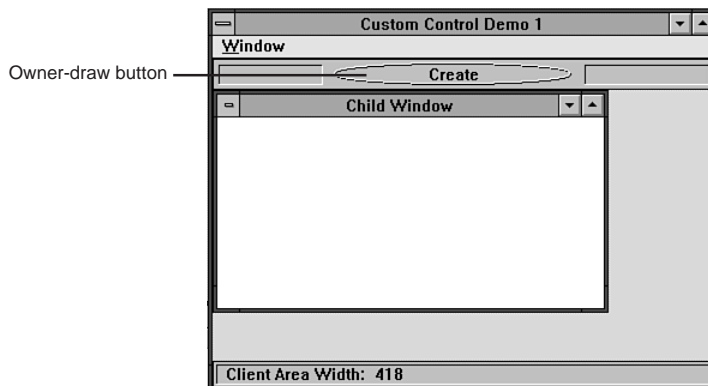 Custom Control Demo 1
Window
Owner-draw button
Create
Child Window
Client Area Width: 418